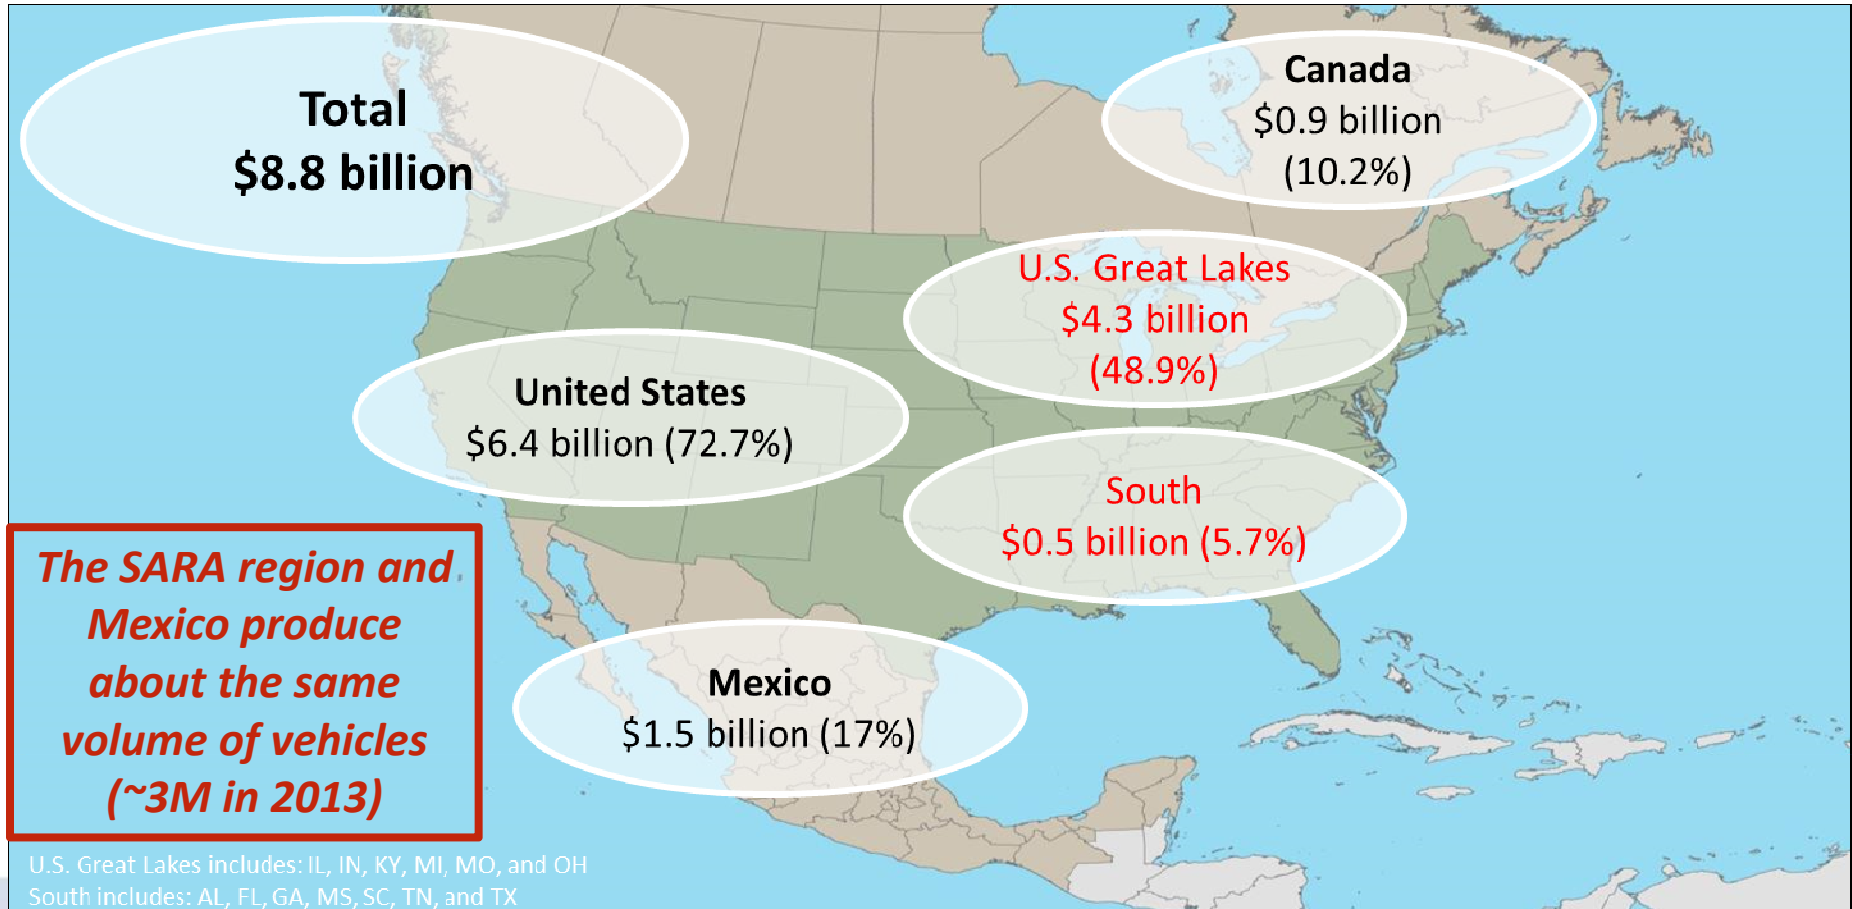 Total
$8.8 billion
Canada
$0.9 billion
(10.2%)
U.S. Great Lakes
$4.3 billion
(48.9%)
United States
$6.4 billion (72.7%)
South
$0.5 billion (5.7%)
The SARA region and
Mexico produce
about the same
volume of vehicles
(~3M in 2013)
Mexico
$1.5 billion (17%)
U.S. Great Lakes includes: IL, IN, KY, MI, MO, and OH
South includes: AL, FL, GA, MS, SC, TN, and TX